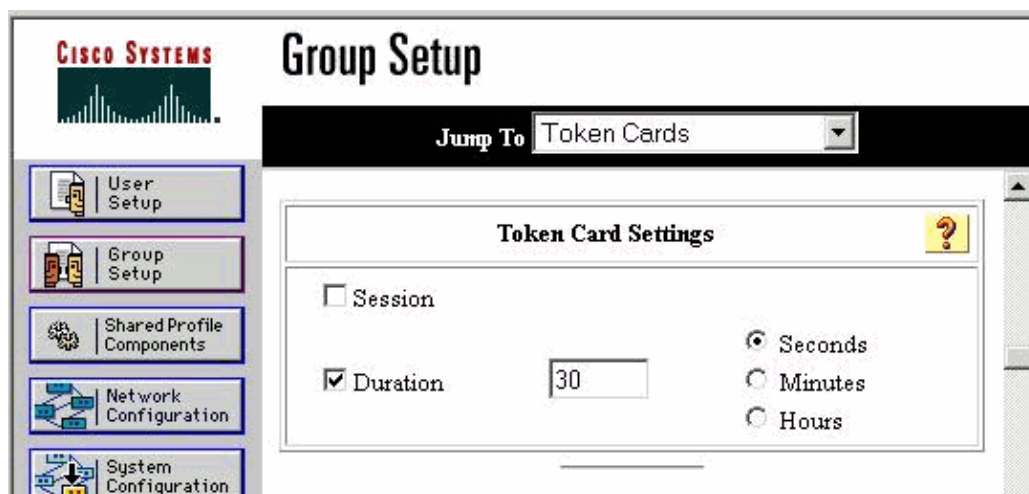 CISCO SYSTEMS
Group Setup
Jump To Token Cards
User
Setup
Group
Setup
Shared Profile
Components
Network
Configuration
System
Configuration
Token Card Settings
?
Session
Duration 30
Seconds
Minutes
Hours